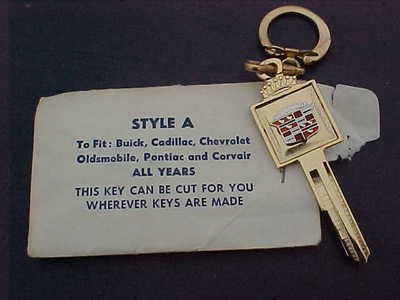 STYLE A
To Fit: Buick, Cadillac, Chevrolet
Oldsmobile, Pontiac and Corvair
ALL YEARS
THIS KEY CAN BE CUT FOR YOU
WHEREVER KEYS ARE MADE